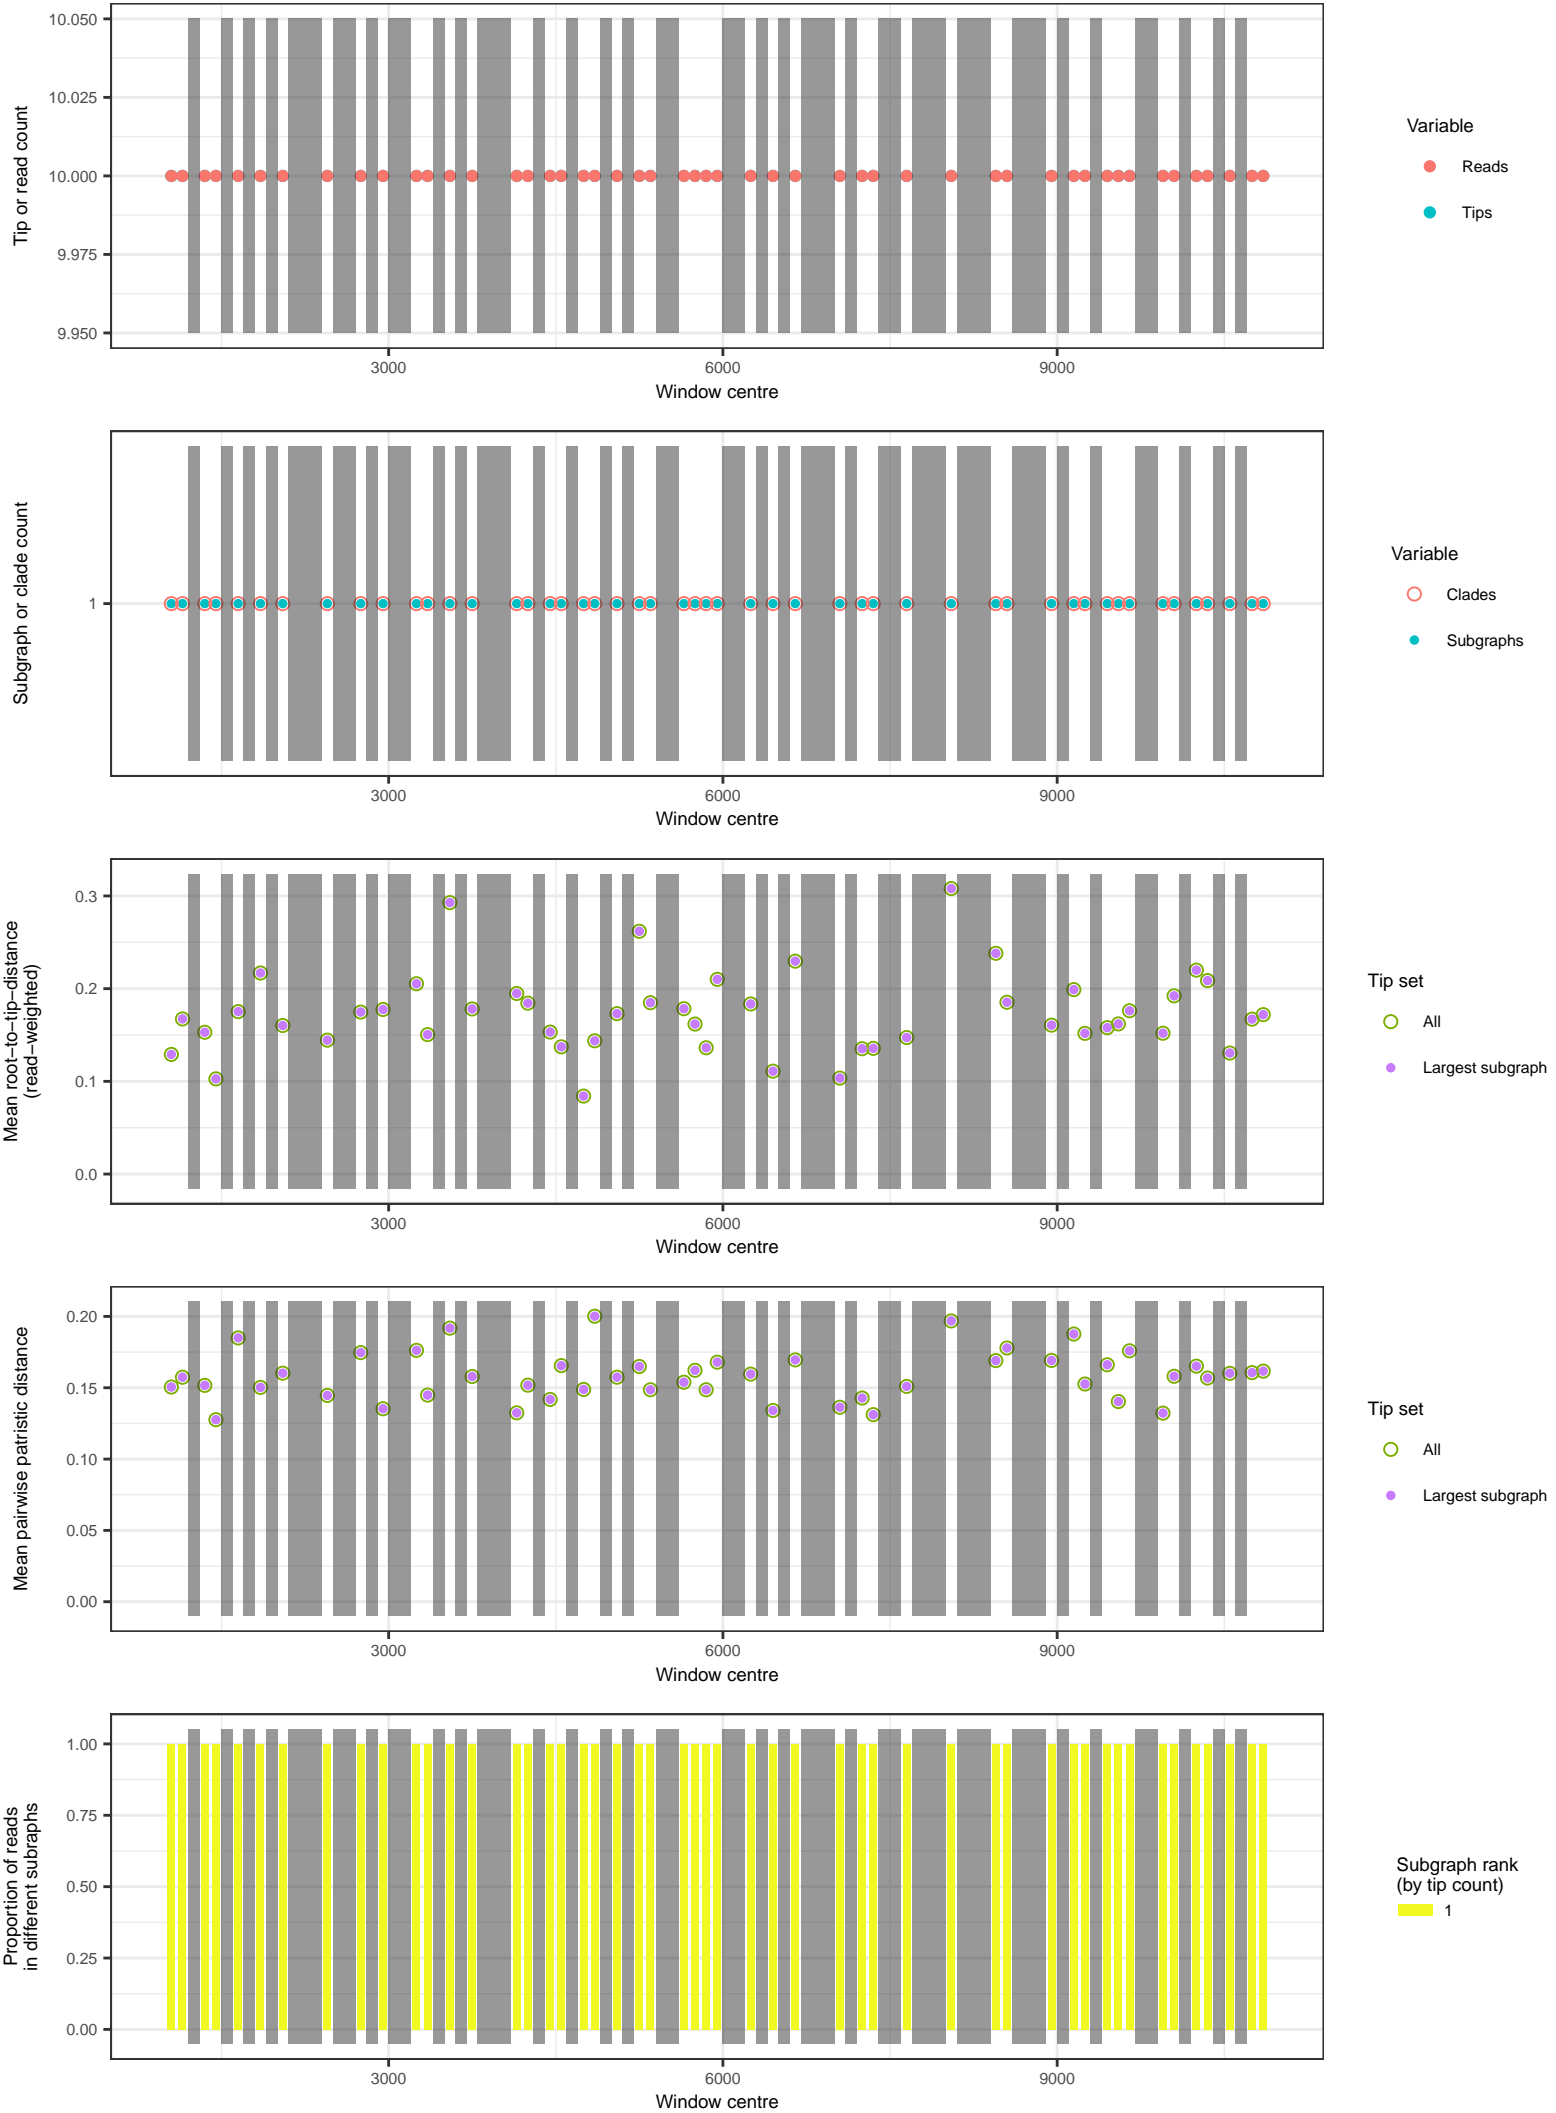 10.050
10.025
10.000
9.975
9.950
Tip or read count
3000
6000
9000
Window centre
Variable
Reads
Tips
1
Subgraph or clade count
3000
6000
9000
Window centre
Variable
Clades
Subgraphs
0.3
0.2
0.1
0.0
Mean root−to−tip−distance
(read−weighted)
3000
6000
9000
Window centre
Tip set
All
Largest subgraph
0.20
0.15
0.10
0.05
0.00
Mean pairwise patristic distance
3000
6000
9000
Window centre
Tip set
All
Largest subgraph
1.00
0.75
0.50
0.25
0.00
Proportion of reads
in different subraphs
3000
6000
9000
Window centre
Subgraph rank
(by tip count)
1